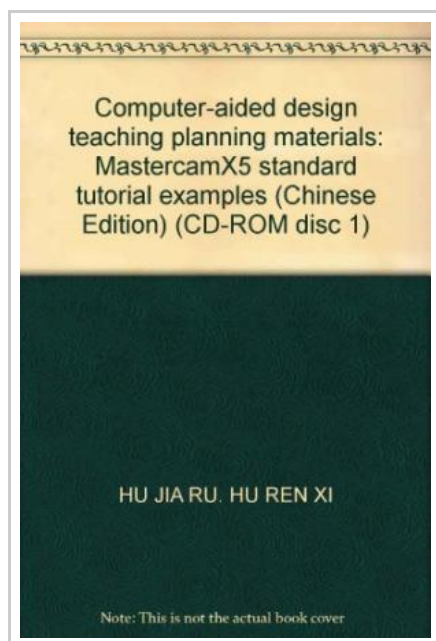 Computer-aided design
teaching planning materials:
MastercamX5 standard
tutorial examples (Chinese
Edition) (CD-ROM disc 1)
HU JIA RU. HU REN XI
Note: This is not the actual book cover